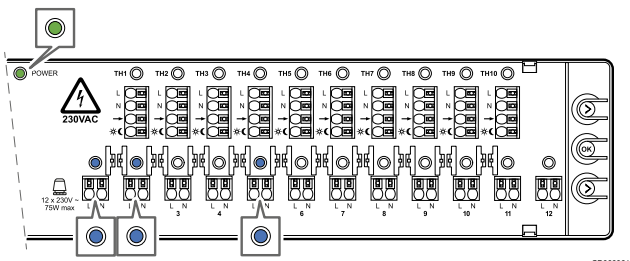 POWER
TH1 TH2 TH3 TH4 TH5 TH6 TH7 TH8 TH9 TH10
L L
N N
230VAC
OK
12 x 230V ~
75W max
L N L N L N L N L N L N L N L N L N L N L N L N
3 4 6 7 8 9 10 11 12